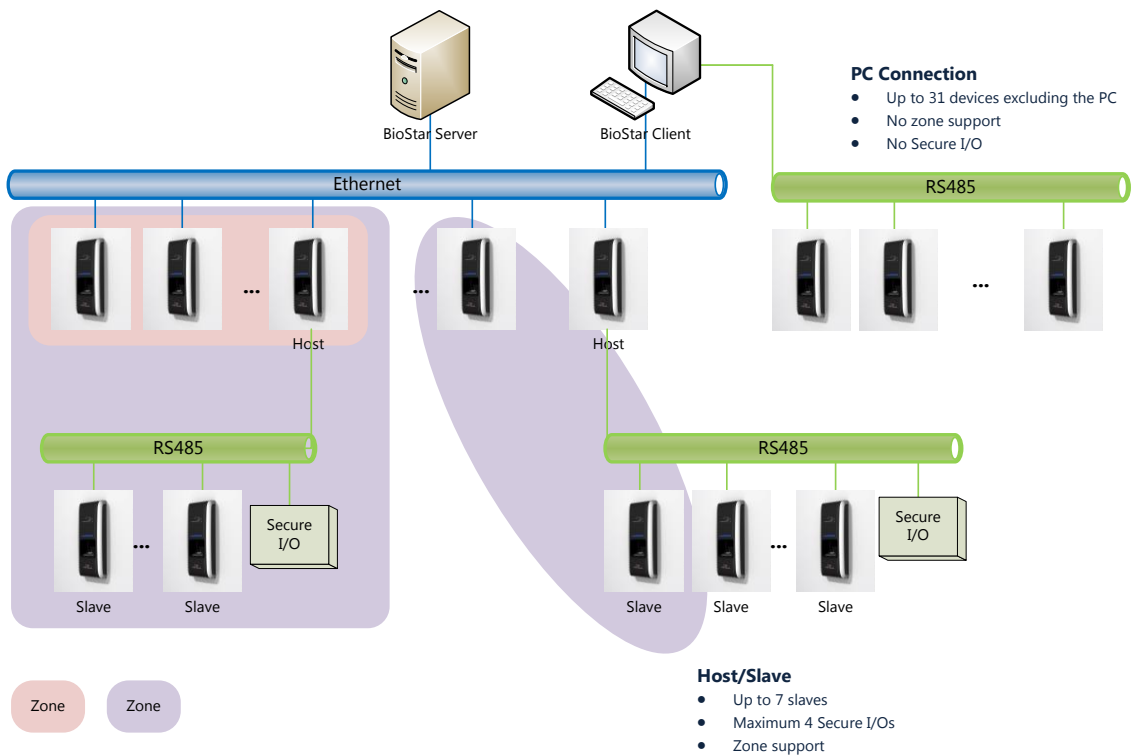 BioStar Server
BioStar Client
PC Connection
● Up to 31 devices excluding the PC
● No zone support
● No Secure I/O
Ethernet
RS485
...
...
...
Host
Host
RS485
RS485
Secure
I/O
Secure
I/O
...
...
Slave
Slave
Slave
Slave
Slave
Zone
Zone
Host/Slave
● Up to 7 slaves
● Maximum 4 Secure I/Os
● Zone support